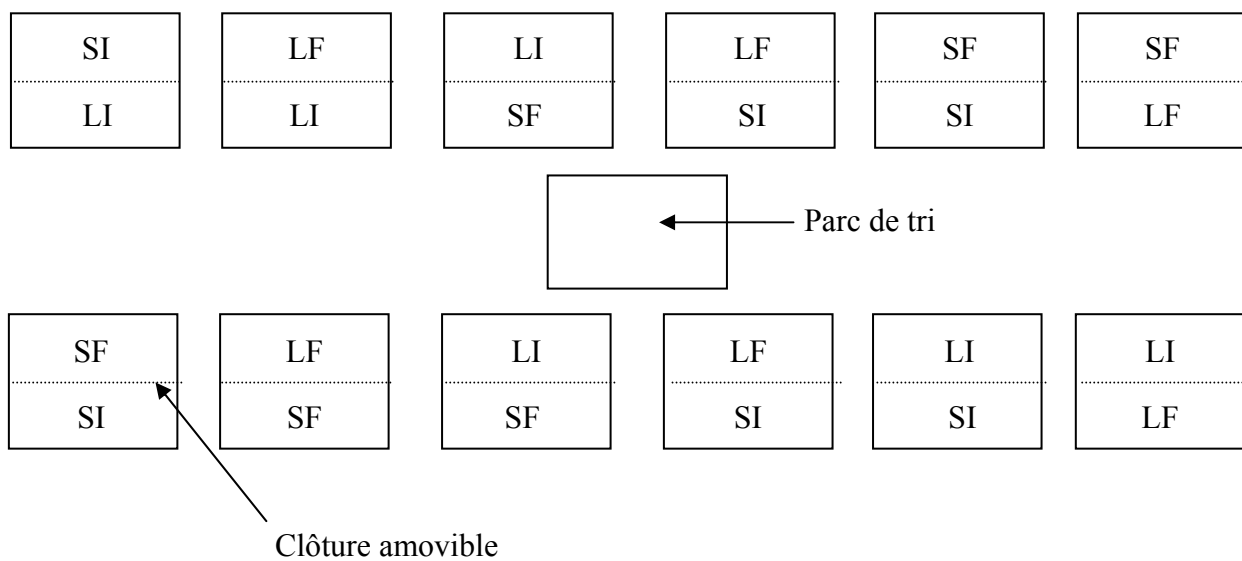 SI LF LI LF SF SF
LI LI SF SI SI LF
Parc de tri
SF LF LI LF LI LI
SI SF SF SI SI LF
Clôture amovible